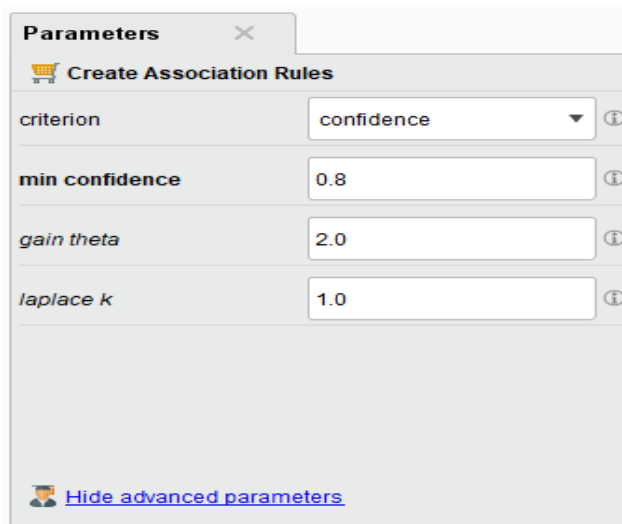 Parameters
Create Association Rules
criterion confidence
min confidence 0.8
gain theta 2.0
laplace k 1.0
Hide advanced parameters